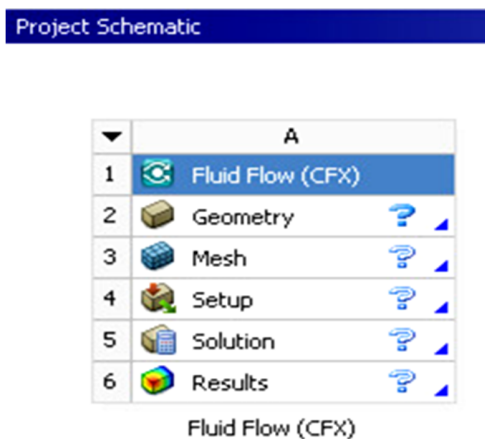 Project Schematic
A
1 Fluid Flow (CFX)
2 Geometry ?
3 Mesh ?
4 Setup ?
5 Solution ?
6 Results ?
Fluid Flow (CFX)